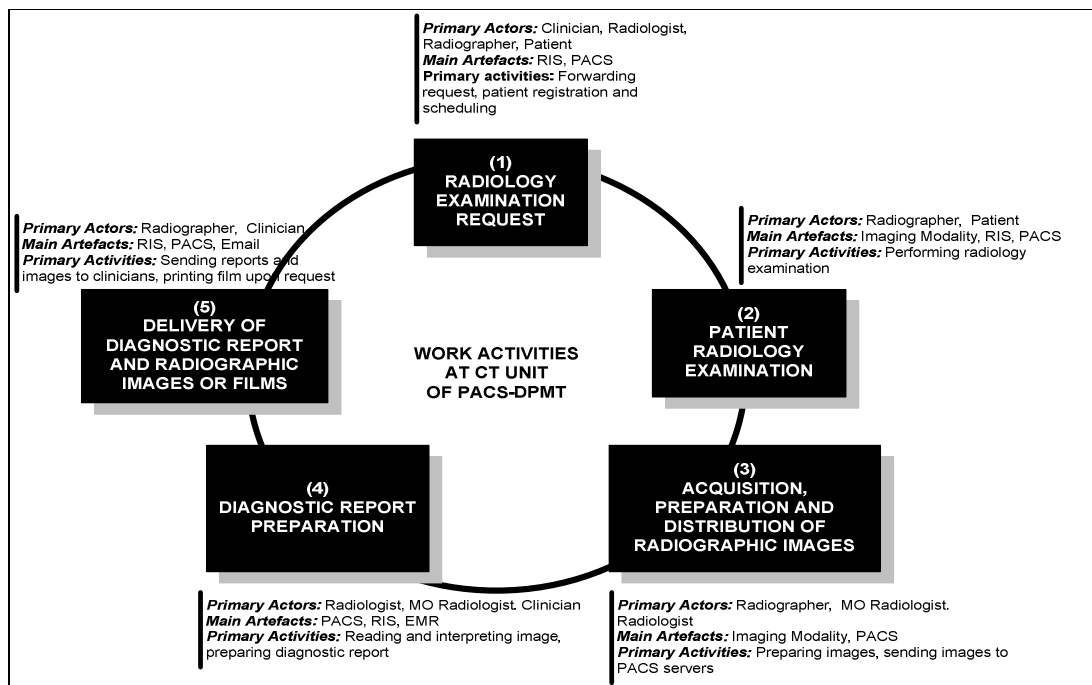 Primary Actors: Clinician, Radiologist,
Radiographer, Patient
Main Artefacts: RIS, PACS
Primary activities: Forwarding
request, patient registration and
scheduling
(1)
RADIOLOGY
EXAMINATION
REQUEST
Primary Actors: Radiographer, Patient
Main Artefacts: Imaging Modality, RIS, PACS
Primary Activities: Performing radiology
examination
(2)
PATIENT
RADIOLOGY
EXAMINATION
Primary Actors: Radiographer, Clinician
Main Artefacts: RIS, PACS, Email
Primary Activities: Sending reports and
images to clinicians, printing film upon request
(5)
DELIVERY OF
DIAGNOSTIC REPORT
AND RADIOGRAPHIC
IMAGES OR FILMS
WORK ACTIVITIES
AT CT UNIT
OF PACS-DPMT
(4)
DIAGNOSTIC REPORT
PREPARATION
Primary Actors: Radiologist, MO Radiologist. Clinician
Main Artefacts: PACS, RIS, EMR
Primary Activities: Reading and interpreting image,
preparing diagnostic report
(3)
ACQUISITION,
PREPARATION AND
DISTRIBUTION OF
RADIOGRAPHIC IMAGES
Primary Actors: Radiographer, MO Radiologist.
Radiologist
Main Artefacts: Imaging Modality, PACS
Primary Activities: Preparing images, sending images to
PACS servers